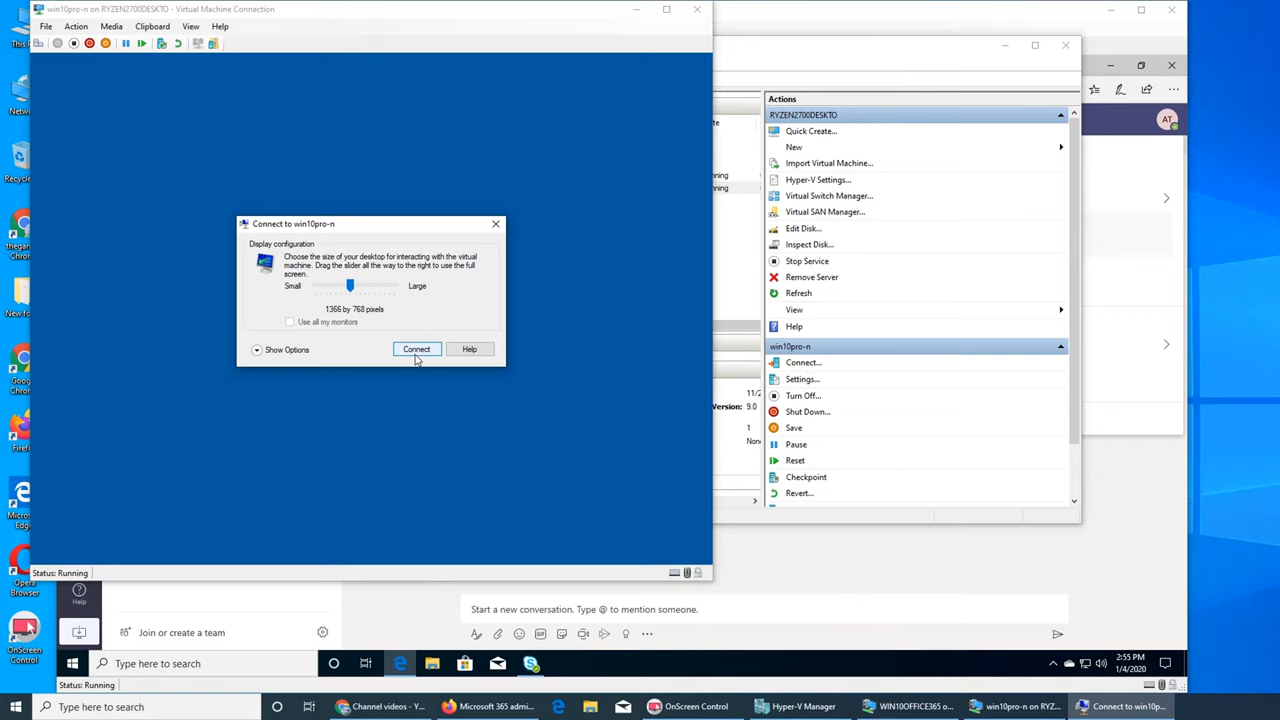 win10pro-n on RYZEN2700DESKTO - Virtual Machine Connection
File Action Media Clipboard View Help
Connect to win10pro-n
Display configuration
Choose the size of your desktop for interacting with the virtual
machine. Drag the slider all the way to the right to use the full
screen.
Small Large
1366 by 768 pixels
Use all my monitors
Show Options Connect Help
Status: Running
Actions
RYZEN2700DESKTO
Quick Create...
New
Import Virtual Machine...
Hyper-V Settings...
Virtual Switch Manager...
Virtual SAN Manager...
Edit Disk...
Inspect Disk...
Stop Service
Remove Server
Refresh
View
Help
win10pro-n
Connect...
Settings...
Turn Off...
Shut Down...
Save
Pause
Reset
Checkpoint
Revert...
11/2
Version: 9.0
1
AT
Help
Start a new conversation. Type @ to mention someone.
GIF
Join or create a team
Type here to search
2:55 PM
1/4/2020
Status: Running
OnScreen
Control
Opera
Browser
Type here to search
Channel videos - Y...
Microsoft 365 admi...
OnScreen Control
Hyper-V Manager
WIN10OFFICE365 o...
win10pro-n on RYZ...
Connect to win10p...